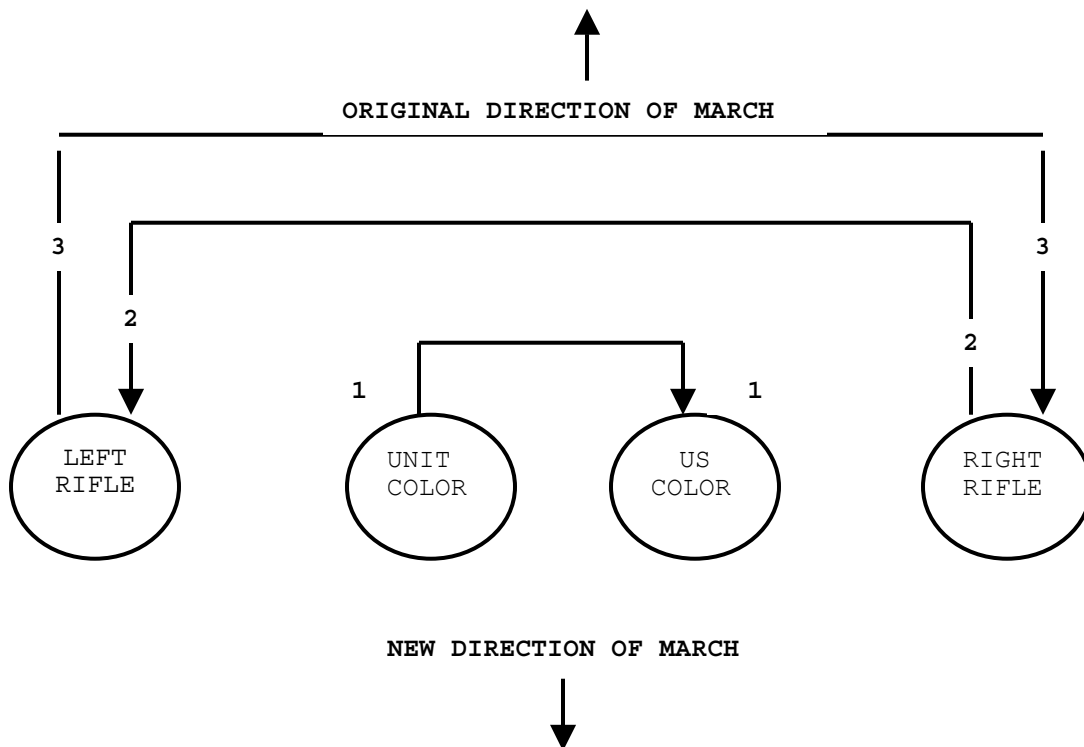 ORIGINAL DIRECTION OF MARCH
3
3
2
2
1
1
LEFT
RIFLE
UNIT
COLOR
US
COLOR
RIGHT
RIFLE
NEW DIRECTION OF MARCH